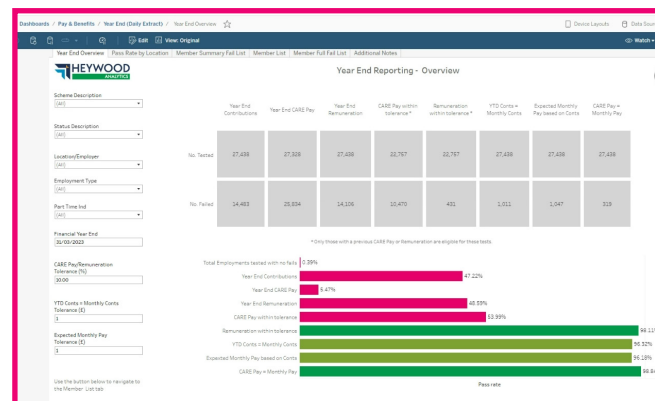 Dashboards / Pay & Benefits / Year End (Daily Extract) / Year End Overview
Device Layouts
Data Sour
Edit
View: Original
Watch
Year End Overview
Pass Rate by Location
Member Summary Fail List
Member List
Member Full Fail List
Additional Notes
HEYWOOD
ANALYTICS
Year End Reporting - Overview
Scheme Description
(All)
Status Description
(All)
Location/Employer
(All)
Employment Type
(All)
Part Time Ind
(All)
Financial Year End
31/03/2023
CARE Pay/Remuneration
Tolerance (%)
10.00
YTD Conts = Monthly Conts
Tolerance (£)
1
Expected Monthly Pay
Tolerance (£)
1
Use the button below to navigate to
the Member List tab
Year End
Contributions
Year End CARE Pay
Year End
Remuneration
CARE Pay within
tolerance *
Remuneration
within tolerance *
YTD Conts =
Monthly Conts
Expected Monthly
Pay based on Conts
CARE Pay =
Monthly Pay
No. Tested
27,438
27,328
27,436
22,757
22,757
27,438
27,438
27,438
No. Failed
14,463
25,834
14,106
10,470
431
1,011
1,047
319
* Only those with a previous CARE Pay or Remuneration are eligible for these tests.
Total Employments tested with no fails 0.39%
Year End Contributions 47.22%
Year End CARE Pay 5.47%
Year End Remuneration 48.59%
CARE Pay within tolerance 53.99%
Remuneration within tolerance 98.11%
YTD Conts = Monthly Conts 96.32%
Expected Monthly Pay based on Conts 96.18%
CARE Pay = Monthly Pay 98.8
Pass rate